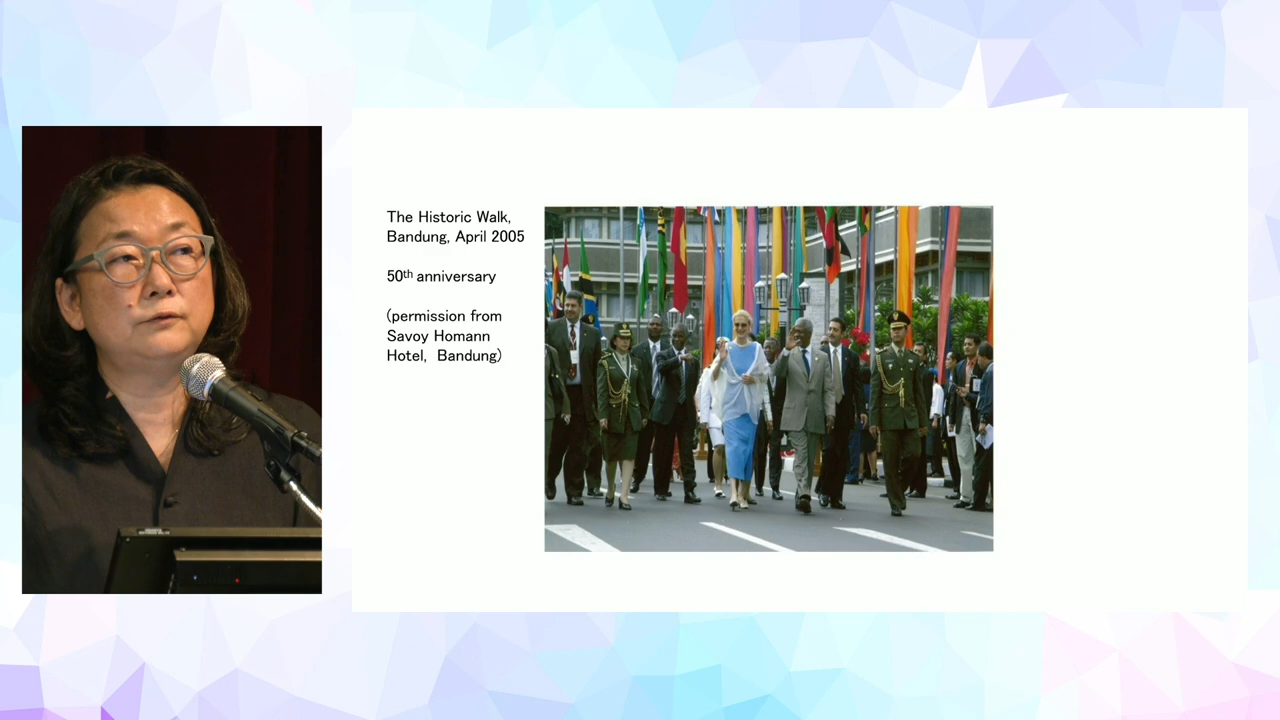 The Historic Walk,
Bandung, April 2005
50th anniversary
(permission from
Savoy Homann
Hotel, Bandung)